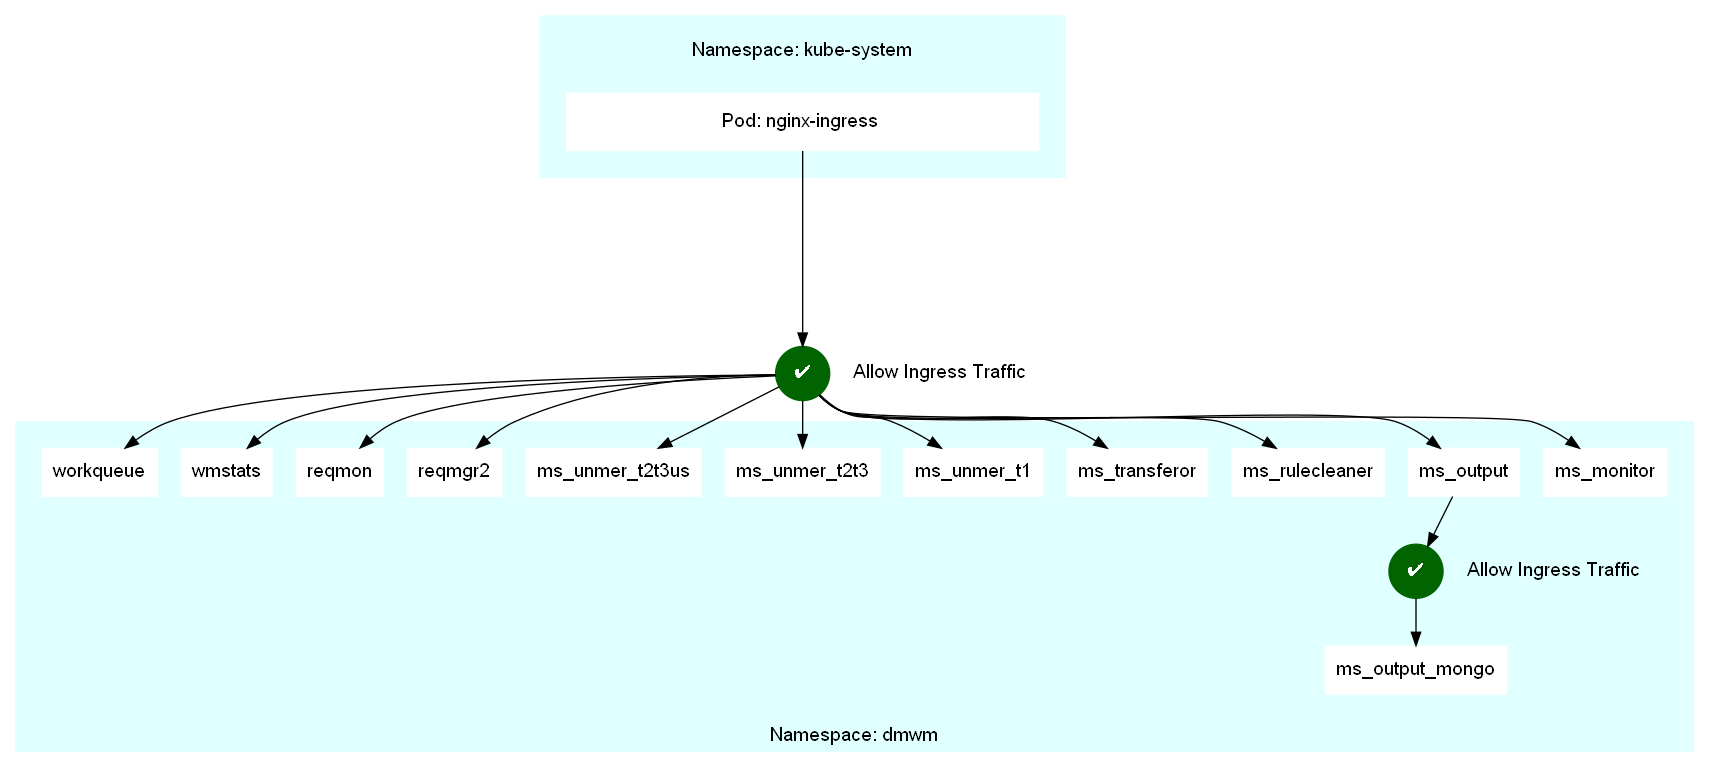 Namespace: kube-system
Pod: nginx-ingress
✔
Allow Ingress Traffic
workqueue
wmstats
reqmon
reqmgr2
ms_unmer_t2t3us
ms_unmer_t2t3
ms_unmer_t1
ms_transferor
ms_rulecleaner
ms_output
ms_monitor
✔
Allow Ingress Traffic
ms_output_mongo
Namespace: dmwm